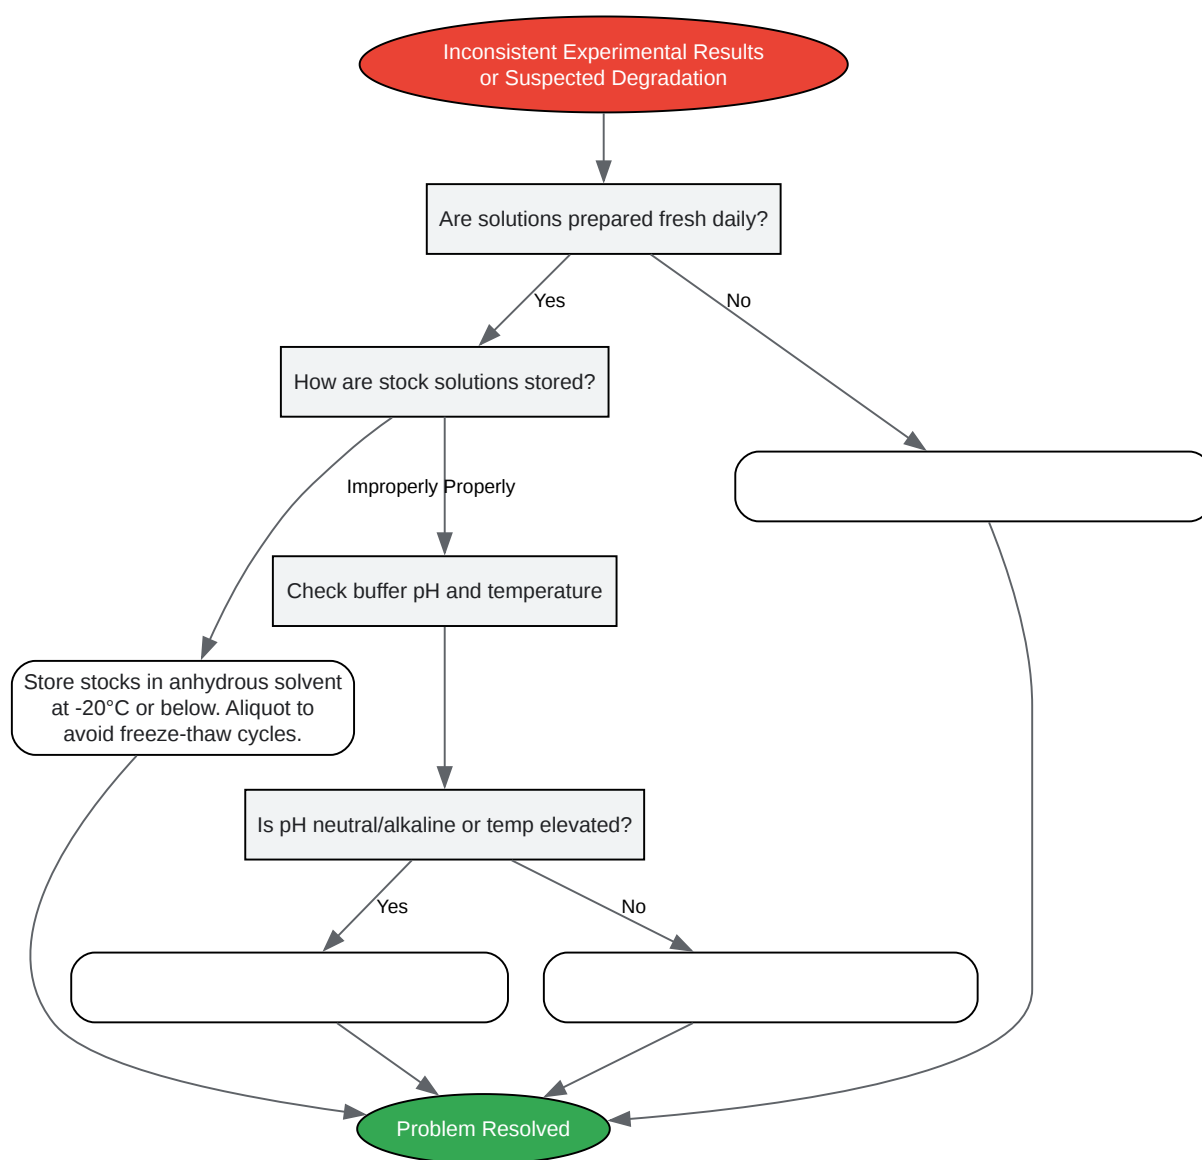 Inconsistent Experimental Results
or Suspected Degradation
Are solutions prepared fresh daily?
Yes
No
How are stock solutions stored?
Improperly
Properly
Check buffer pH and temperature
Store stocks in anhydrous solvent
at -20°C or below. Aliquot to
avoid freeze-thaw cycles.
Is pH neutral/alkaline or temp elevated?
Yes
No
Problem Resolved